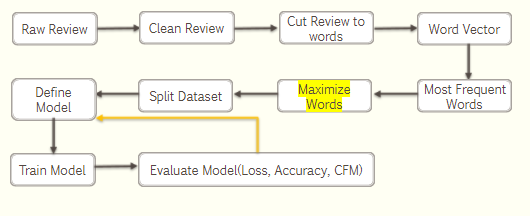 Raw Review
Clean Review
Cut Review to
words
Word Vector
Define
Model
Split Dataset
Maximize
Words
Most Frequent
Words
Train Model
Evaluate Model(Loss, Accuracy, CFM)